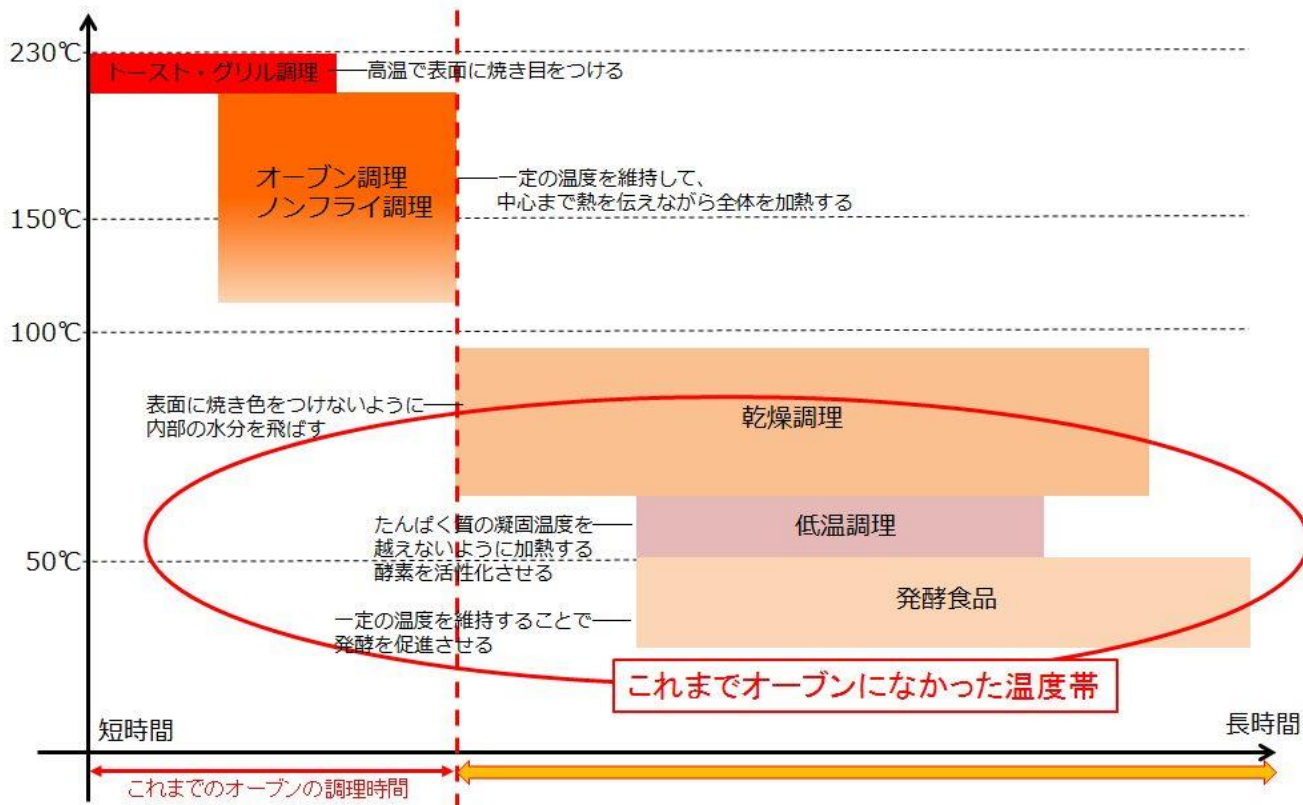 230℃
トースト・グリル調理
高温で表面に焼き目をつける
オーブン調理
ノンフライ調理
一定の温度を維持して、
中心まで熱を伝えながら全体を加熱する
150℃
100℃
表面に焼き色をつけないように
内部の水分を飛ばす
乾燥調理
たんぱく質の凝固温度を
越えないように加熱する
酵素を活性化させる
低温調理
50℃
発酵食品
一定の温度を維持することで
発酵を促進させる
これまでオーブンになかった温度帯
短時間
長時間
これまでのオーブンの調理時間